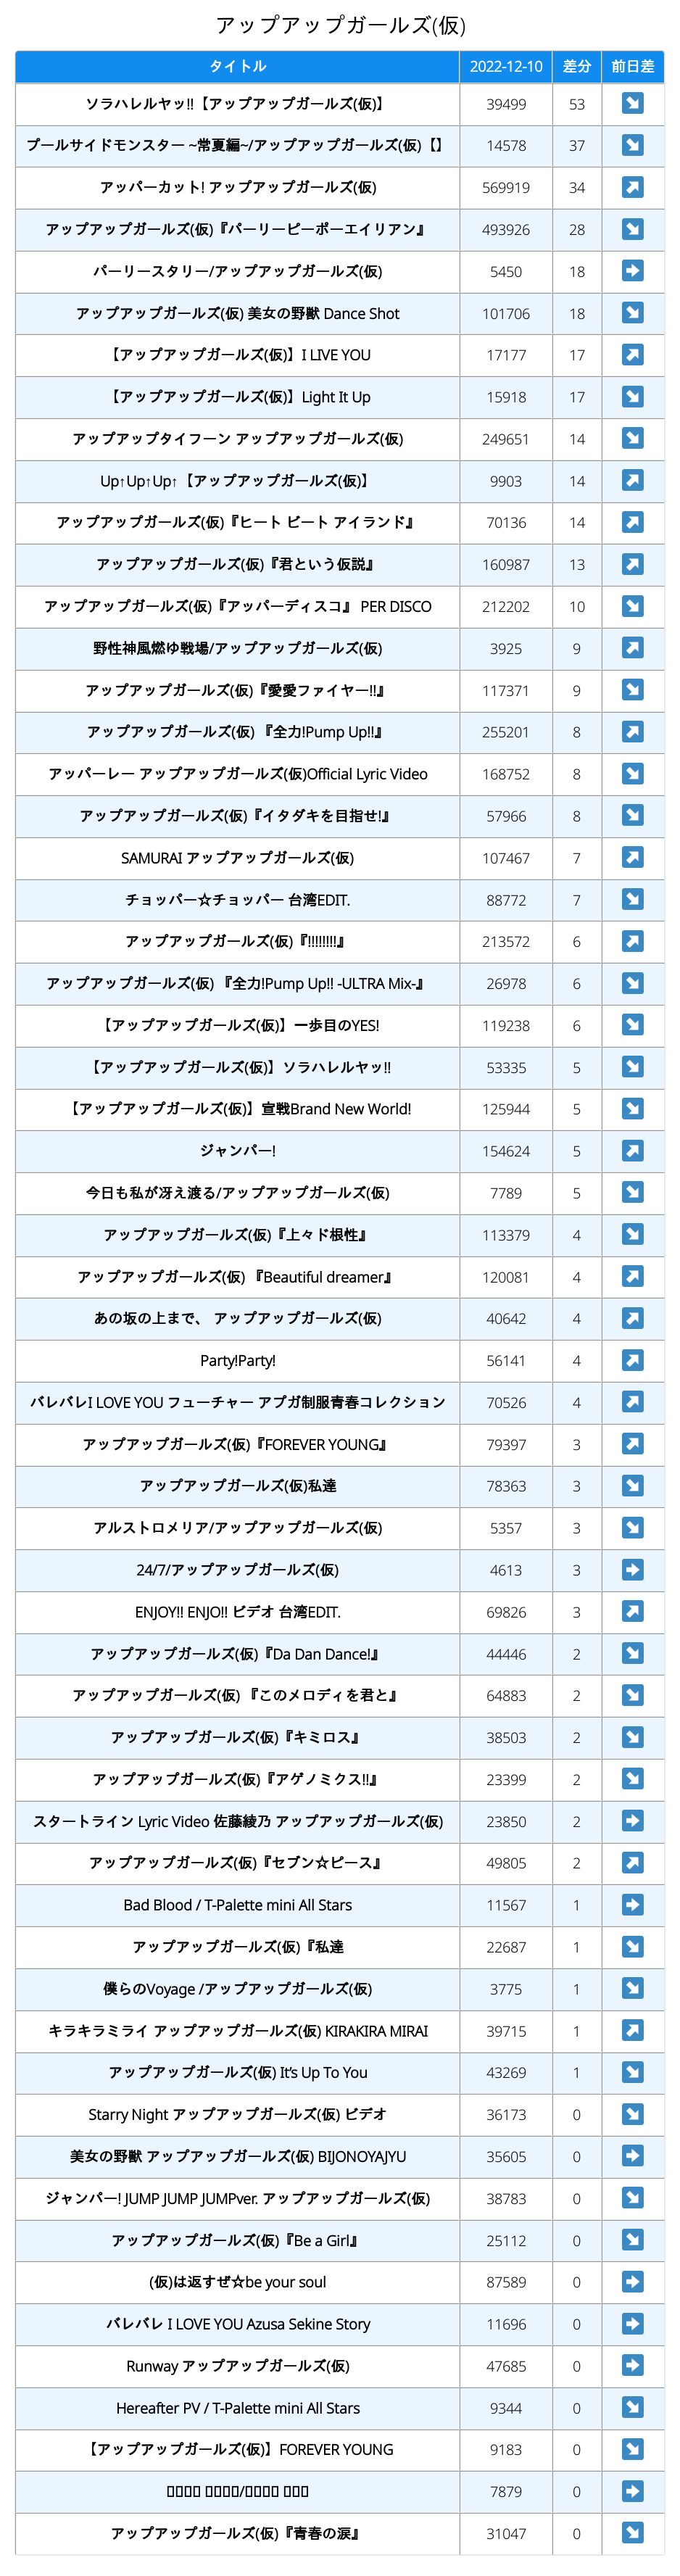 アップアップガールズ(仮)
タイトル 2022-12-10 差分 前日差
ソラハレルヤッ!!【アップアップガールズ(仮)】 39499 53 ↘
プールサイドモンスター ~常夏編~/アップアップガールズ(仮)【】 14578 37 ↘
アッパーカット! アップアップガールズ(仮) 569919 34 ↗
アップアップガールズ(仮)『パーリーピーポーエイリアン』 493926 28 ↘
パーリースタリー/アップアップガールズ(仮) 5450 18 ➡
アップアップガールズ(仮) 美女の野獣 Dance Shot 101706 18 ↘
【アップアップガールズ(仮)】I LIVE YOU 17177 17 ↗
【アップアップガールズ(仮)】Light It Up 15918 17 ↘
アップアップタイフーン アップアップガールズ(仮) 249651 14 ↘
Up↑Up↑Up↑【アップアップガールズ(仮)】 9903 14 ↗
アップアップガールズ(仮)『ヒート ビート アイランド』 70136 14 ↗
アップアップガールズ(仮)『君という仮説』 160987 13 ↗
アップアップガールズ(仮)『アッパーディスコ』 PER DISCO 212202 10 ↘
野性神風燃ゆ戦場/アップアップガールズ(仮) 3925 9 ↗
アップアップガールズ(仮)『愛愛ファイヤー!!』 117371 9 ↘
アップアップガールズ(仮) 『全力!Pump Up!!』 255201 8 ↗
アッパーレー アップアップガールズ(仮)Official Lyric Video 168752 8 ↘
アップアップガールズ(仮)『イタダキを目指せ!』 57966 8 ↘
SAMURAI アップアップガールズ(仮) 107467 7 ↗
チョッパー☆チョッパー 台湾EDIT. 88772 7 ↘
アップアップガールズ(仮)『!!!!!!!!』 213572 6 ↗
アップアップガールズ(仮) 『全力!Pump Up!! -ULTRA Mix-』 26978 6 ↘
【アップアップガールズ(仮)】一歩目のYES! 119238 6 ↘
【アップアップガールズ(仮)】ソラハレルヤッ!! 53335 5 ↘
【アップアップガールズ(仮)】宣戦Brand New World! 125944 5 ↘
ジャンパー! 154624 5 ↗
今日も私が冴え渡る/アップアップガールズ(仮) 7789 5 ↘
アップアップガールズ(仮)『上々ド根性』 113379 4 ↘
アップアップガールズ(仮) 『Beautiful dreamer』 120081 4 ↗
あの坂の上まで、 アップアップガールズ(仮) 40642 4 ↗
Party!Party! 56141 4 ↗
バレバレI LOVE YOU フューチャー アプガ制服青春コレクション 70526 4 ↗
アップアップガールズ(仮)『FOREVER YOUNG』 79397 3 ↗
アップアップガールズ(仮)私達 78363 3 ↘
アルストロメリア/アップアップガールズ(仮) 5357 3 ↘
24/7/アップアップガールズ(仮) 4613 3 ➡
ENJOY!! ENJO!! ビデオ 台湾EDIT. 69826 3 ↗
アップアップガールズ(仮)『Da Dan Dance!』 44446 2 ↘
アップアップガールズ(仮) 『このメロディを君と』 64883 2 ↘
アップアップガールズ(仮)『キミロス』 38503 2 ↘
アップアップガールズ(仮)『アゲノミクス!!』 23399 2 ↘
スタートライン Lyric Video 佐藤綾乃 アップアップガールズ(仮) 23850 2 ➡
アップアップガールズ(仮)『セブン☆ピース』 49805 2 ↗
Bad Blood / T-Palette mini All Stars 11567 1 ➡
アップアップガールズ(仮)『私達 22687 1 ↘
僕らのVoyage /アップアップガールズ(仮) 3775 1 ↘
キラキラミライ アップアップガールズ(仮) KIRAKIRA MIRAI 39715 1 ↗
アップアップガールズ(仮) It's Up To You 43269 1 ↘
Starry Night アップアップガールズ(仮) ビデオ 36173 0 ↘
美女の野獣 アップアップガールズ(仮) BIJONOYAJYU 35605 0 ➡
ジャンパー! JUMP JUMP JUMPver. アップアップガールズ(仮) 38783 0 ↘
アップアップガールズ(仮)『Be a Girl』 25112 0 ↘
(仮)は返すぜ☆be your soul 87589 0 ➡
バレバレ I LOVE YOU Azusa Sekine Story 11696 0 ➡
Runway アップアップガールズ(仮) 47685 0 ➡
Hereafter PV / T-Palette mini All Stars 9344 0 ↘
【アップアップガールズ(仮)】FOREVER YOUNG 9183 0 ↘
▯▯▯▯ ▯▯▯▯/▯▯▯▯ ▯▯▯ 7879 0 ➡
アップアップガールズ(仮)『青春の涙』 31047 0 ↘